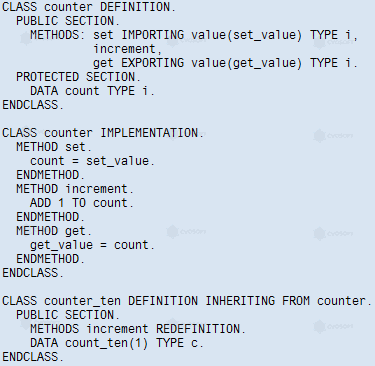 CLASS counter DEFINITION.
PUBLIC SECTION.
METHODS: set IMPORTING value(set_value) TYPE i,
increment,
get EXPORTING value(get_value) TYPE i.
PROTECTED SECTION.
DATA count TYPE i.
ENDCLASS.
CLASS counter IMPLEMENTATION.
METHOD set.
count = set_value.
ENDMETHOD.
METHOD increment.
ADD 1 TO count.
ENDMETHOD.
METHOD get.
get_value = count.
ENDMETHOD.
ENDCLASS.
CLASS counter_ten DEFINITION INHERITING FROM counter.
PUBLIC SECTION.
METHODS increment REDEFINITION.
DATA count_ten(1) TYPE c.
ENDCLASS.